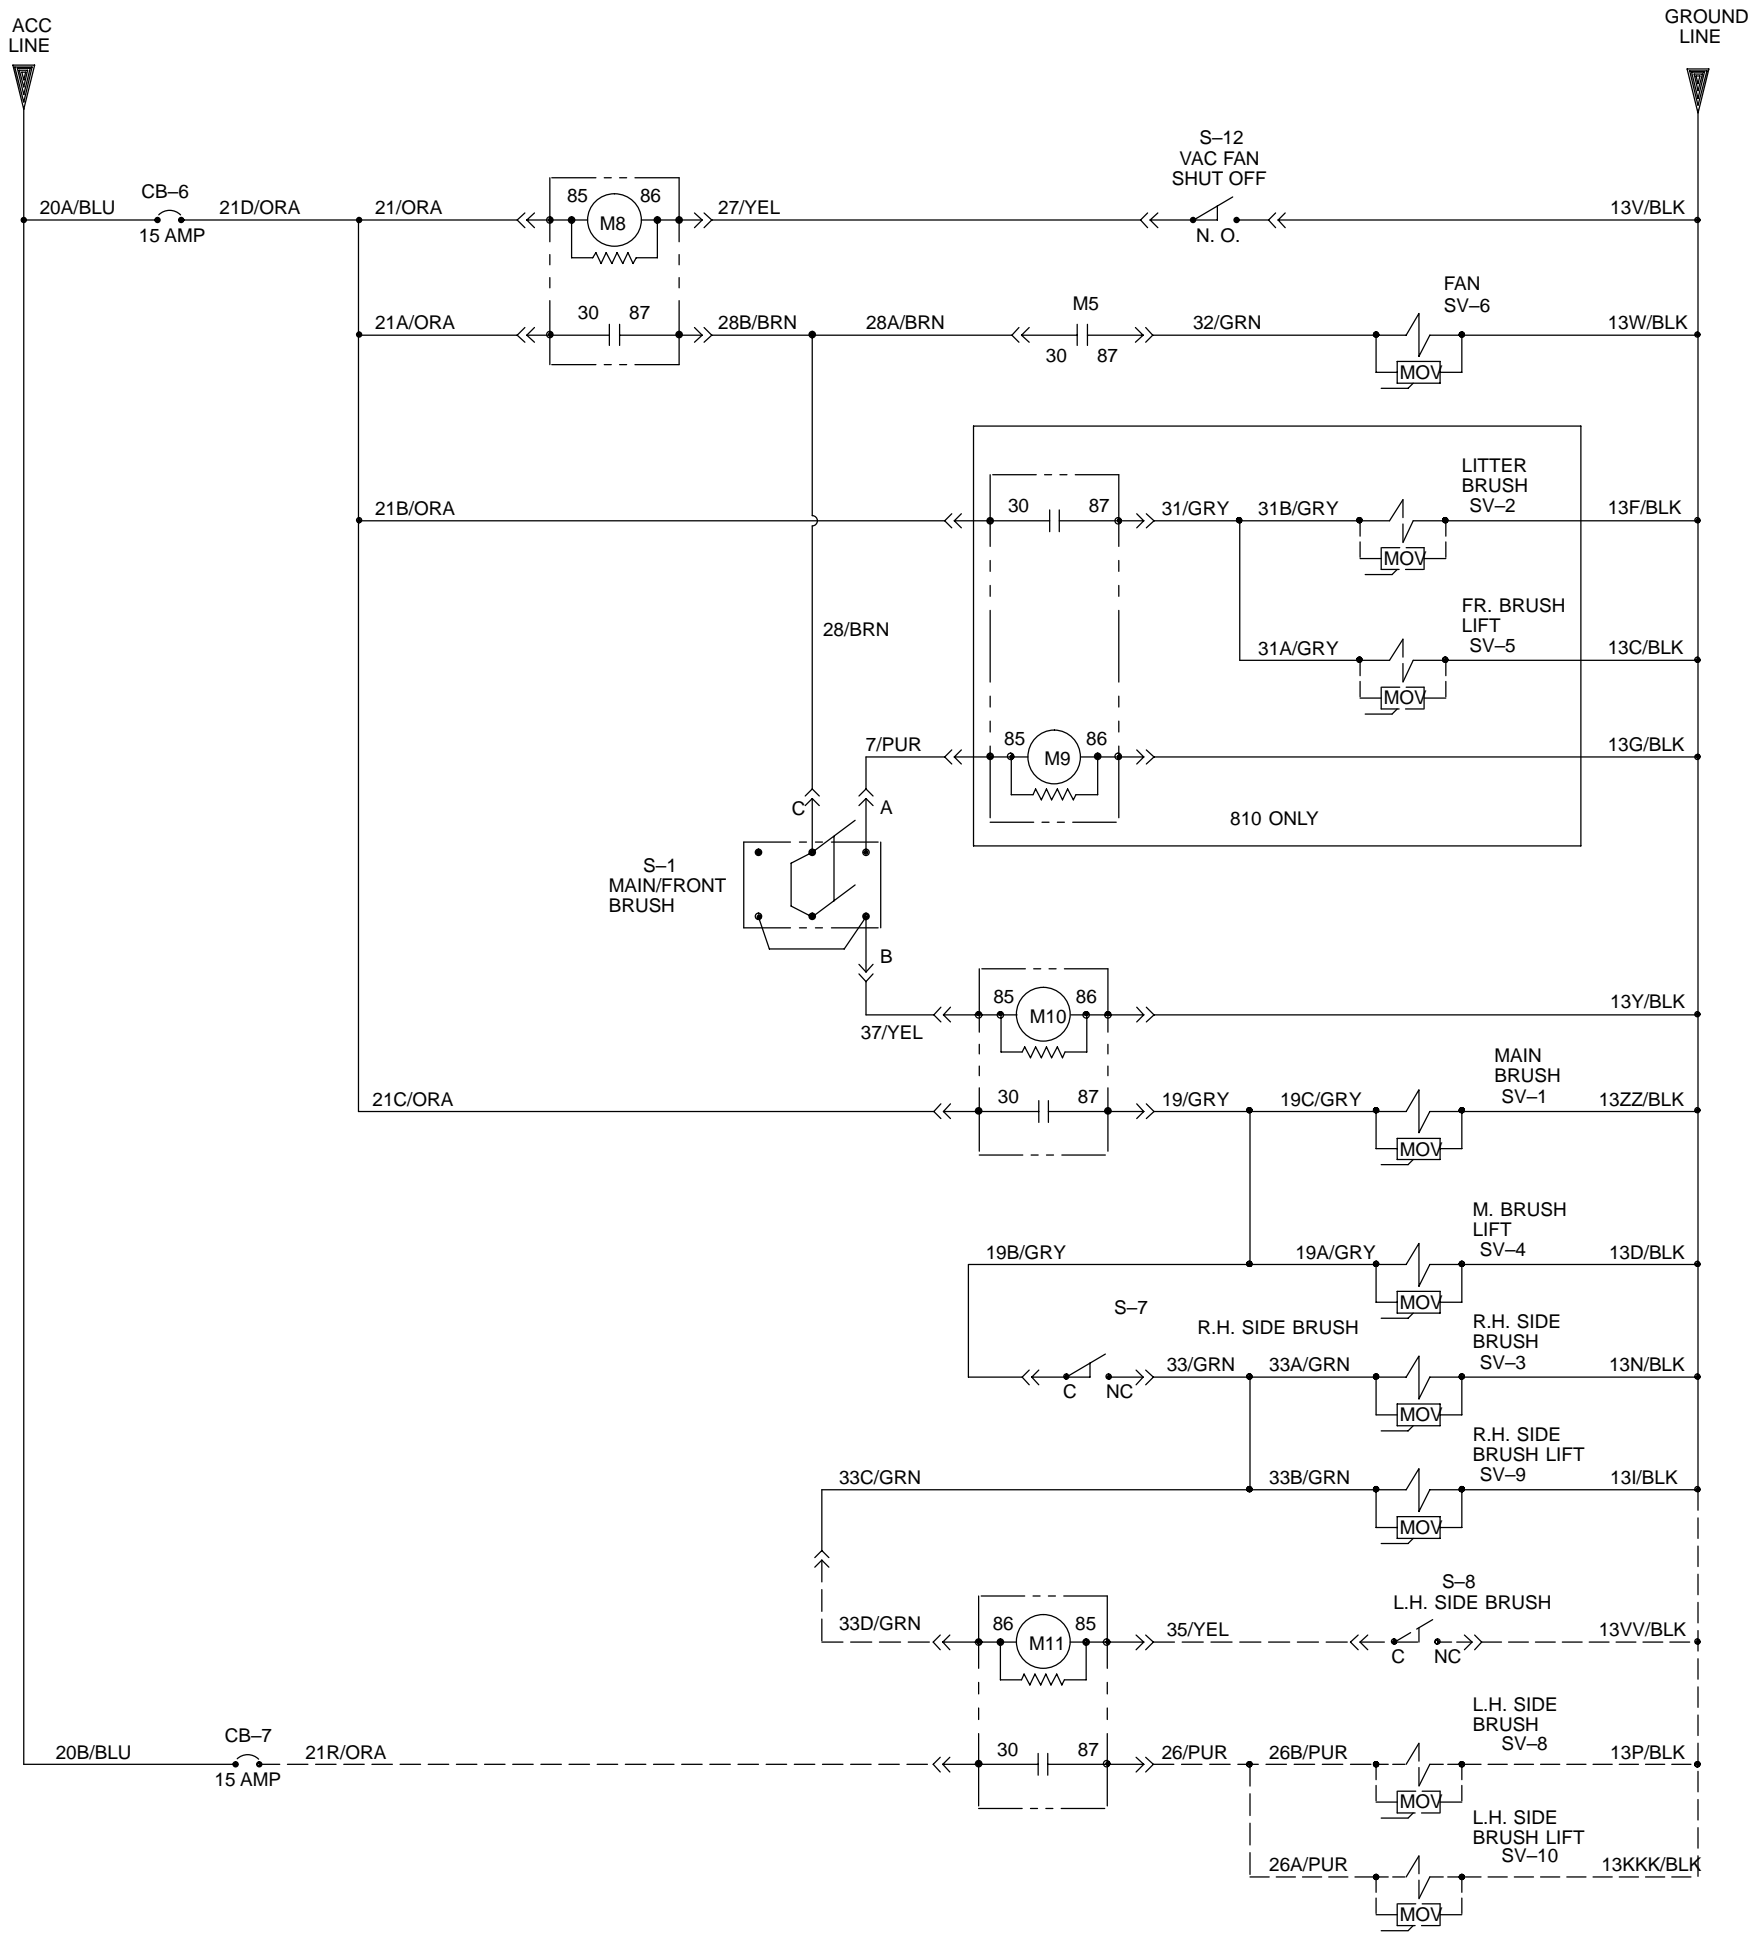 ACC
LINE
GROUND
LINE
S–12
VAC FAN
SHUT OFF
20A/BLU
CB–6
15 AMP
21D/ORA
21/ORA
85
M8
86
27/YEL
N. O.
13V/BLK
21A/ORA
30
87
28B/BRN
28A/BRN
M5
30
87
32/GRN
FAN
SV–6
MOV
13W/BLK
21B/ORA
30
87
31/GRY
31B/GRY
LITTER
BRUSH
SV–2
MOV
13F/BLK
28/BRN
31A/GRY
FR. BRUSH
LIFT
SV–5
MOV
13C/BLK
7/PUR
85
M9
86
13G/BLK
810 ONLY
C
A
S–1
MAIN/FRONT
BRUSH
B
37/YEL
85
M10
86
13Y/BLK
21C/ORA
30
87
19/GRY
19C/GRY
MAIN
BRUSH
SV–1
MOV
13ZZ/BLK
19B/GRY
19A/GRY
M. BRUSH
LIFT
SV–4
MOV
13D/BLK
S–7
R.H. SIDE BRUSH
C
NC
33/GRN
33A/GRN
R.H. SIDE
BRUSH
SV–3
MOV
13N/BLK
33C/GRN
33B/GRN
R.H. SIDE
BRUSH LIFT
SV–9
MOV
13I/BLK
33D/GRN
86
M11
85
35/YEL
S–8
L.H. SIDE BRUSH
C
NC
13VV/BLK
20B/BLU
CB–7
15 AMP
21R/ORA
30
87
26/PUR
26B/PUR
L.H. SIDE
BRUSH
SV–8
MOV
13P/BLK
26A/PUR
L.H. SIDE
BRUSH LIFT
SV–10
MOV
13KKK/BLK